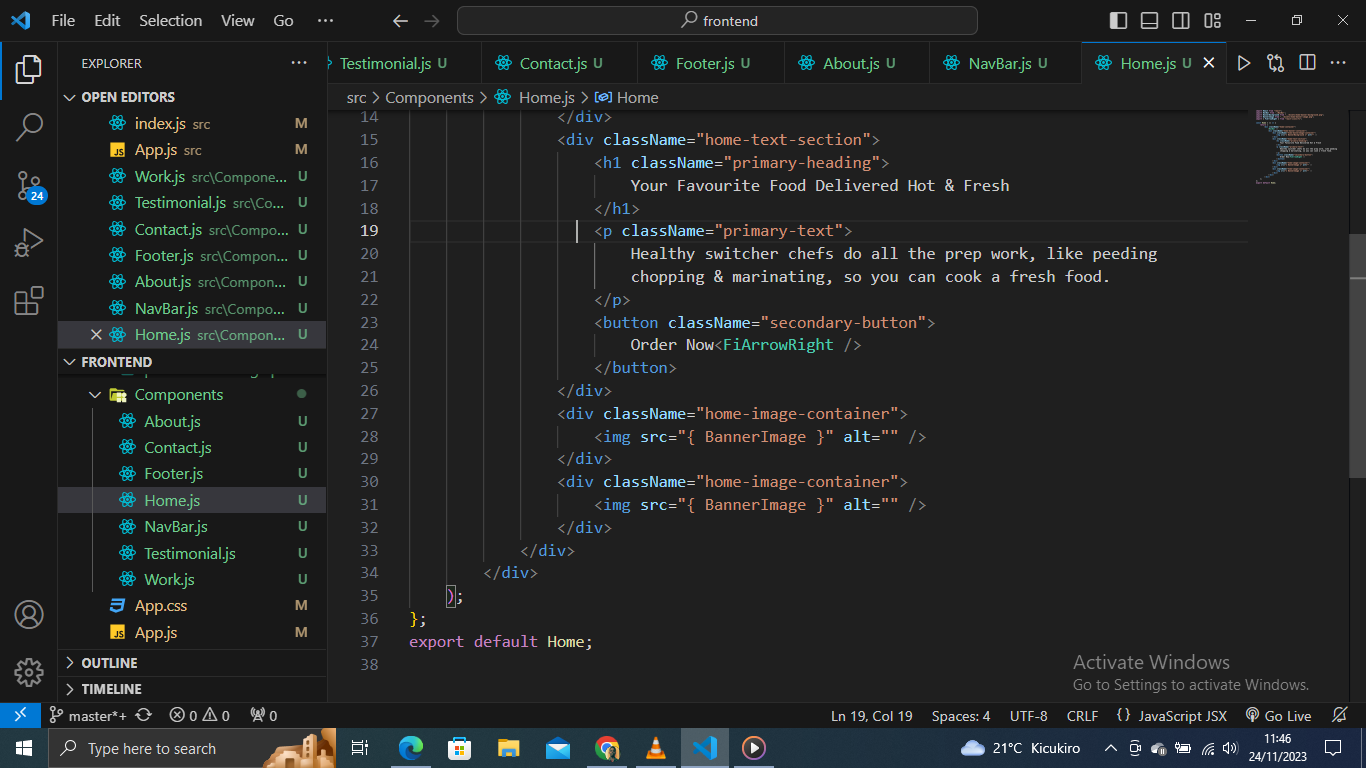 File Edit Selection View Go ··· frontend
EXPLORER ···
Testimonial.js U Contact.js U Footer.js U About.js U NavBar.js U Home.js U
OPEN EDITORS
src > Components > Home.js > Home
index.js src M
App.js src M
Work.js src\Compone... U
Testimonial.js src\Co... U
Contact.js src\Compo... U
Footer.js src\Compon... U
About.js src\Compon... U
NavBar.js src\Compo... U
Home.js src\Compon... U
FRONTEND
Components
About.js U
Contact.js U
Footer.js U
Home.js U
NavBar.js U
Testimonial.js U
Work.js U
App.css M
App.js M
OUTLINE
TIMELINE
14 </div>
15 <div className="home-text-section">
16 <h1 className="primary-heading">
17 Your Favourite Food Delivered Hot & Fresh
18 </h1>
19 <p className="primary-text">
20 Healthy switcher chefs do all the prep work, like peeding
21 chopping & marinating, so you can cook a fresh food.
22 </p>
23 <button className="secondary-button">
24 Order Now<FiArrowRight />
25 </button>
26 </div>
27 <div className="home-image-container">
28 <img src="{ BannerImage }" alt="" />
29 </div>
30 <div className="home-image-container">
31 <img src="{ BannerImage }" alt="" />
32 </div>
33 </div>
34 </div>
35 );
36 };
37 export default Home;
38
Activate Windows
Go to Settings to activate Windows.
24
master*+ 0 0 0 Ln 19, Col 19 Spaces: 4 UTF-8 CRLF {} JavaScript JSX Go Live
Type here to search 21°C Kicukiro 11:46
24/11/2023